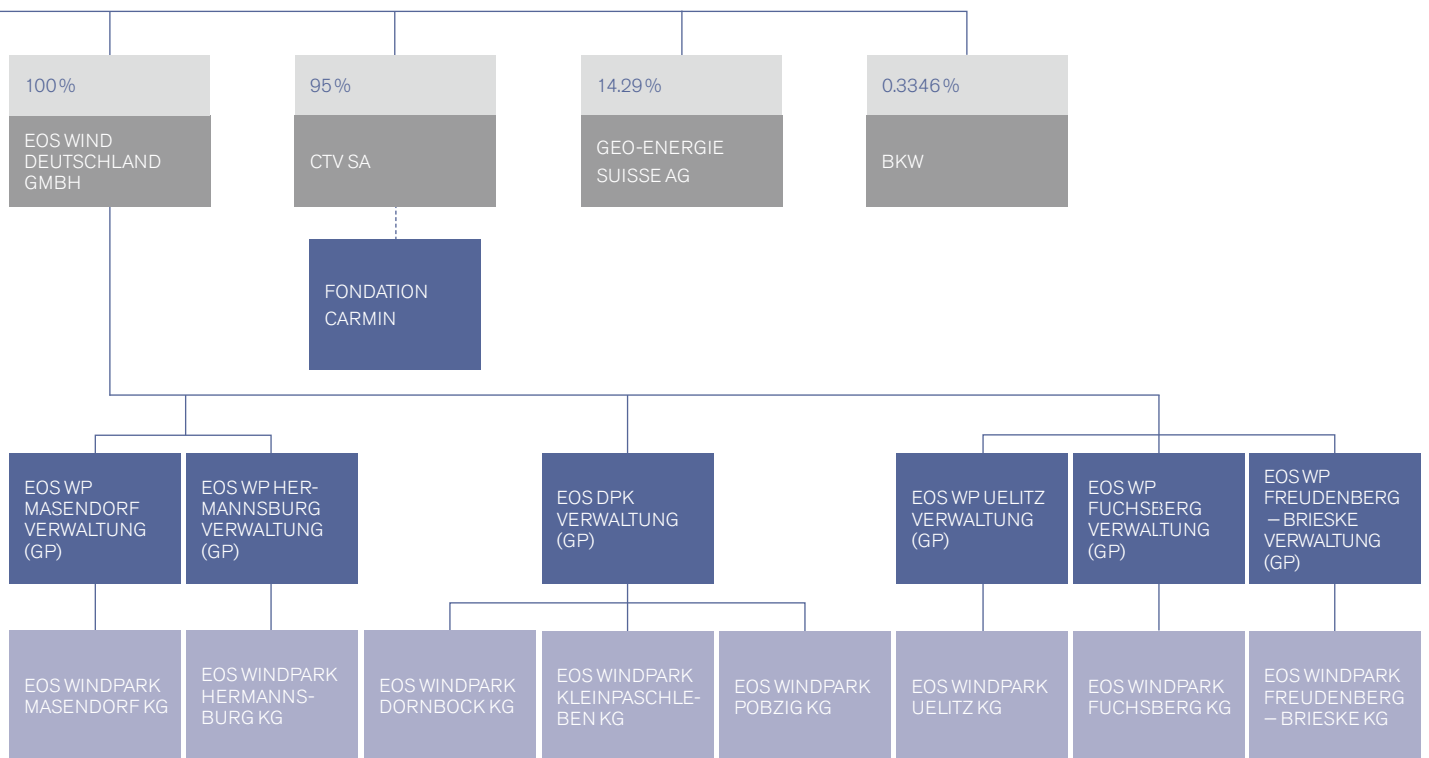 100%
EOS WIND
DEUTSCHLAND
GMBH
95%
CTV SA
14.29%
GEO-ENERGIE
SUISSE AG
0.3346%
BKW
FONDATION
CARMIN
EOS WP
MASENDORF
VERWALTUNG
(GP)
EOS WP HER-
MANNSBURG
VERWALTUNG
(GP)
EOS DPK
VERWALTUNG
(GP)
EOS WP UELITZ
VERWALTUNG
(GP)
EOS WP
FUCHSBERG
VERWALTUNG
(GP)
EOS WP
FREUDENBERG
– BRIESKE
VERWALTUNG
(GP)
EOS WINDPARK
MASENDORF KG
EOS WINDPARK
HERMANNS-
BURG KG
EOS WINDPARK
DORNBOCK KG
EOS WINDPARK
KLEINPASCHLE-
BEN KG
EOS WINDPARK
POBZIG KG
EOS WINDPARK
UELITZ KG
EOS WINDPARK
FUCHSBERG KG
EOS WINDPARK
FREUDENBERG
– BRIESKE KG